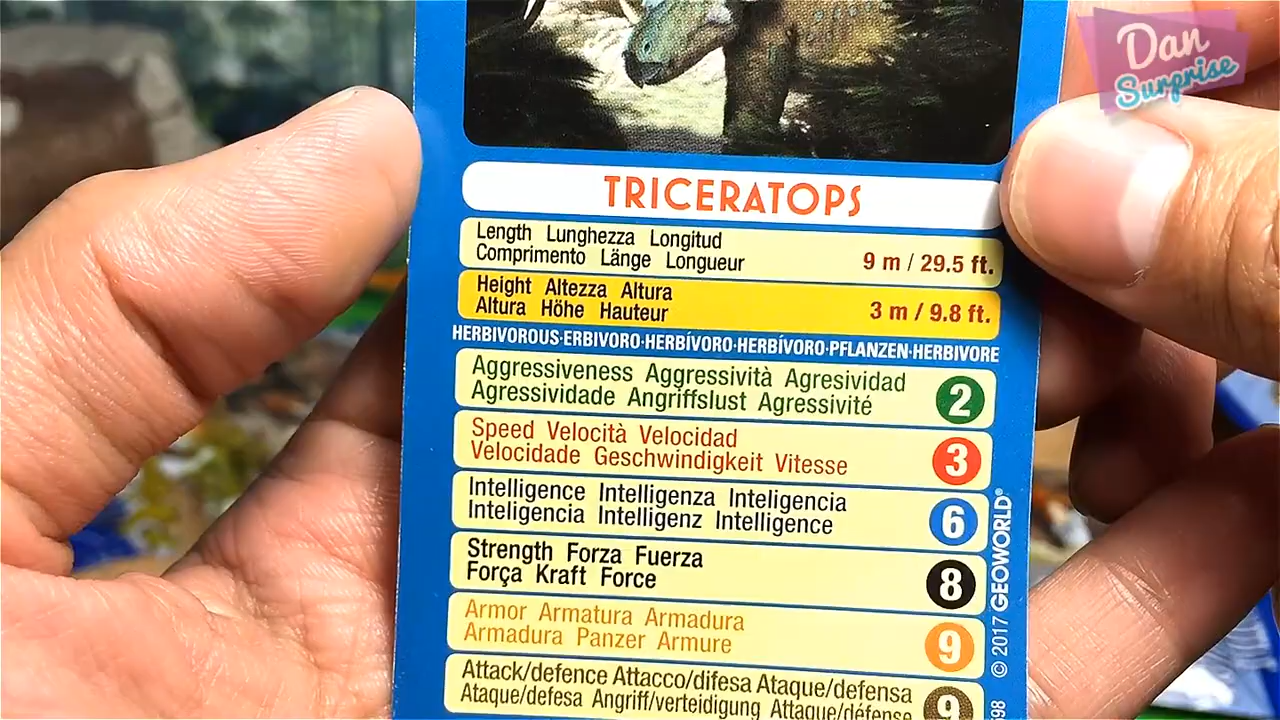 Dan
Surprise
TRICERATOPS
Length Lunghezza Longitud
Comprimento Länge Longueur
9 m / 29.5 ft.
Height Altezza Altura
Altura Höhe Hauteur
3 m / 9.8 ft.
HERBIVOROUS·ERBIVORO·HERBÍVORO·HERBÍVORO·PFLANZEN·HERBIVORE
Aggressiveness Aggressività Agresividad
Agressividade Angriffslust Agressivité
2
Speed Velocità Velocidad
Velocidade Geschwindigkeit Vitesse
3
Intelligence Intelligenza Inteligencia
Inteligencia Intelligenz Intelligence
6
Strength Forza Fuerza
Força Kraft Force
8
Armor Armatura Armadura
Armadura Panzer Armure
9
Attack/defence Attacco/difesa Ataque/defensa
Ataque/defesa Angriff/verteidigung Attaque/défense
9
© 2017 GEOWORLD®